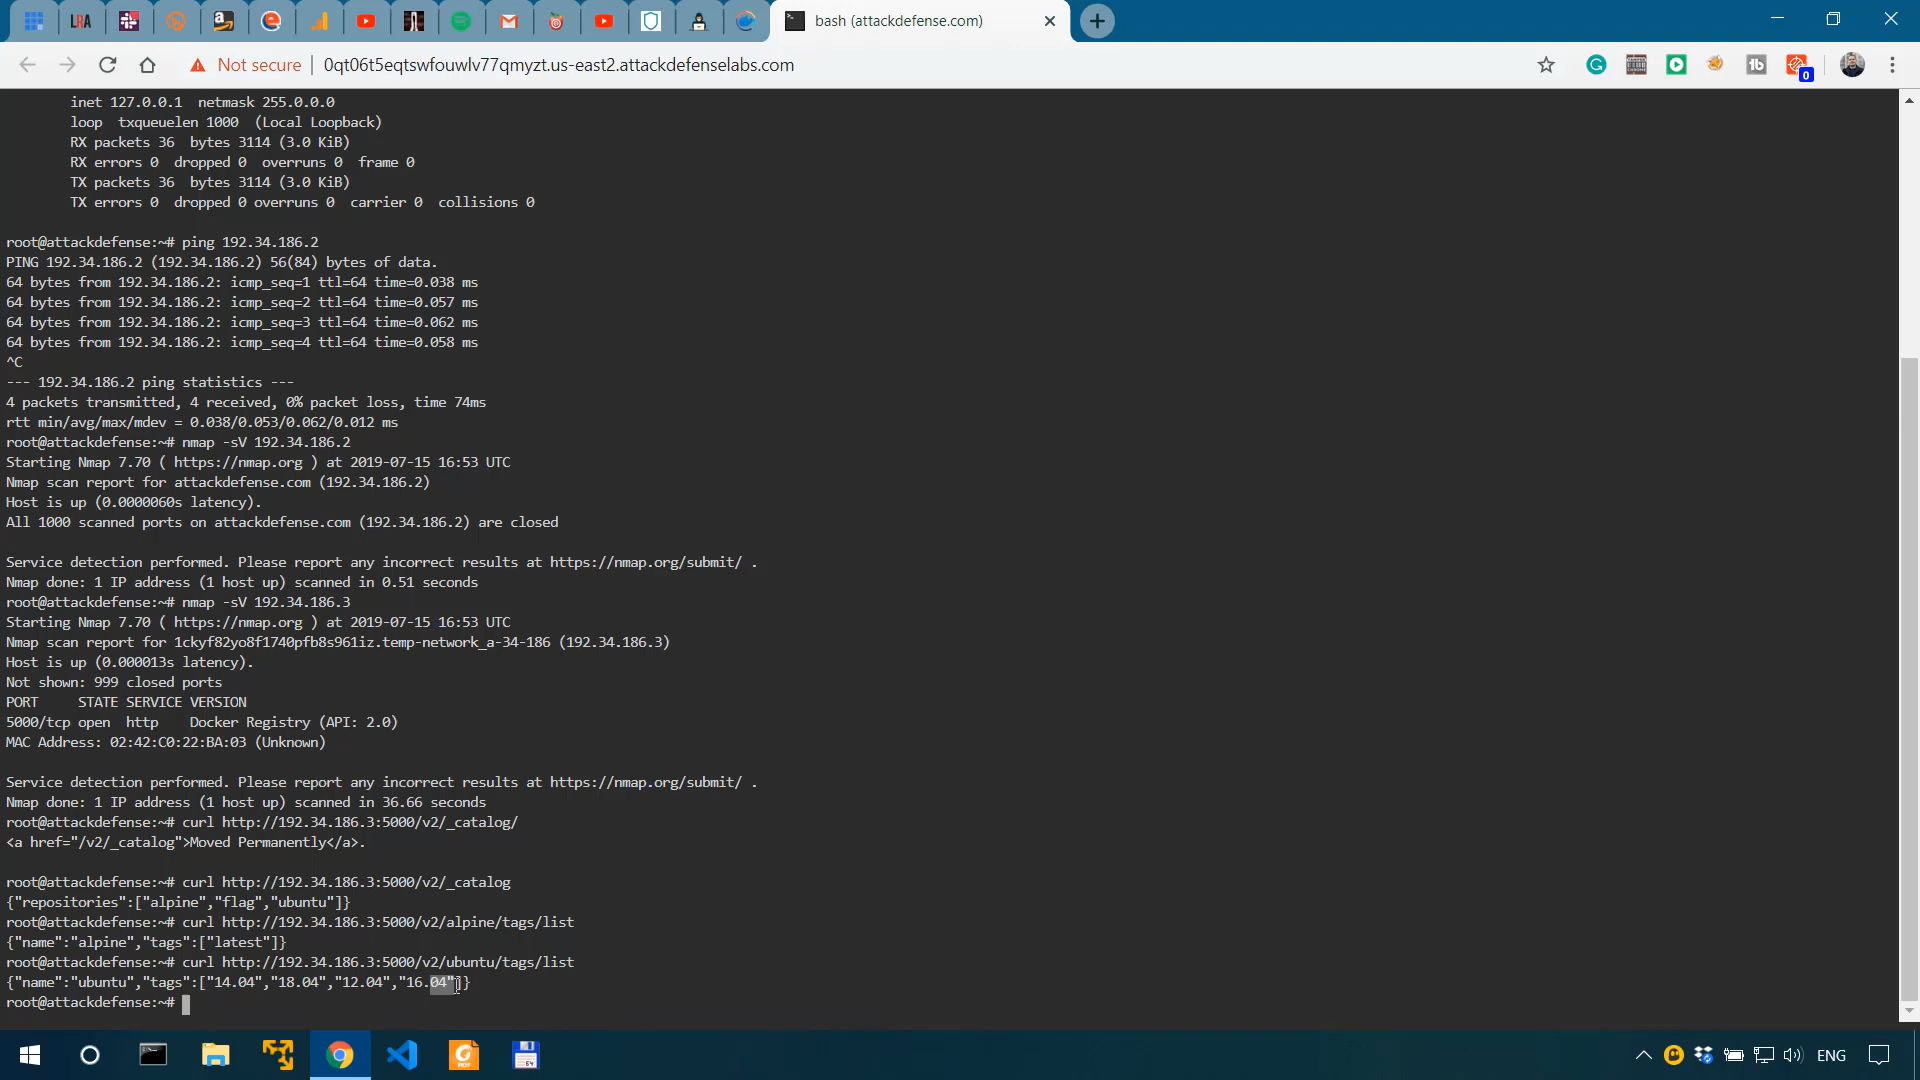 LRA
bash (attackdefense.com)
Not secure
0qt06t5eqtswfouwlv77qmyzt.us-east2.attackdefenselabs.com
0
inet 127.0.0.1  netmask 255.0.0.0
loop  txqueuelen 1000  (Local Loopback)
RX packets 36  bytes 3114 (3.0 KiB)
RX errors 0  dropped 0  overruns 0  frame 0
TX packets 36  bytes 3114 (3.0 KiB)
TX errors 0  dropped 0 overruns 0  carrier 0  collisions 0
root@attackdefense:~# ping 192.34.186.2
PING 192.34.186.2 (192.34.186.2) 56(84) bytes of data.
64 bytes from 192.34.186.2: icmp_seq=1 ttl=64 time=0.038 ms
64 bytes from 192.34.186.2: icmp_seq=2 ttl=64 time=0.057 ms
64 bytes from 192.34.186.2: icmp_seq=3 ttl=64 time=0.062 ms
64 bytes from 192.34.186.2: icmp_seq=4 ttl=64 time=0.058 ms
^C
--- 192.34.186.2 ping statistics ---
4 packets transmitted, 4 received, 0% packet loss, time 74ms
rtt min/avg/max/mdev = 0.038/0.053/0.062/0.012 ms
root@attackdefense:~# nmap -sV 192.34.186.2
Starting Nmap 7.70 ( https://nmap.org ) at 2019-07-15 16:53 UTC
Nmap scan report for attackdefense.com (192.34.186.2)
Host is up (0.0000060s latency).
All 1000 scanned ports on attackdefense.com (192.34.186.2) are closed
Service detection performed. Please report any incorrect results at https://nmap.org/submit/ .
Nmap done: 1 IP address (1 host up) scanned in 0.51 seconds
root@attackdefense:~# nmap -sV 192.34.186.3
Starting Nmap 7.70 ( https://nmap.org ) at 2019-07-15 16:53 UTC
Nmap scan report for 1ckyf82yo8f1740pfb8s961iz.temp-network_a-34-186 (192.34.186.3)
Host is up (0.000013s latency).
Not shown: 999 closed ports
PORT     STATE SERVICE VERSION
5000/tcp open  http    Docker Registry (API: 2.0)
MAC Address: 02:42:C0:22:BA:03 (Unknown)
Service detection performed. Please report any incorrect results at https://nmap.org/submit/ .
Nmap done: 1 IP address (1 host up) scanned in 36.66 seconds
root@attackdefense:~# curl http://192.34.186.3:5000/v2/_catalog/
<a href="/v2/_catalog">Moved Permanently</a>.
root@attackdefense:~# curl http://192.34.186.3:5000/v2/_catalog
{"repositories":["alpine","flag","ubuntu"]}
root@attackdefense:~# curl http://192.34.186.3:5000/v2/alpine/tags/list
{"name":"alpine","tags":["latest"]}
root@attackdefense:~# curl http://192.34.186.3:5000/v2/ubuntu/tags/list
{"name":"ubuntu","tags":["14.04","18.04","12.04","16.04"]}
root@attackdefense:~#
ENG